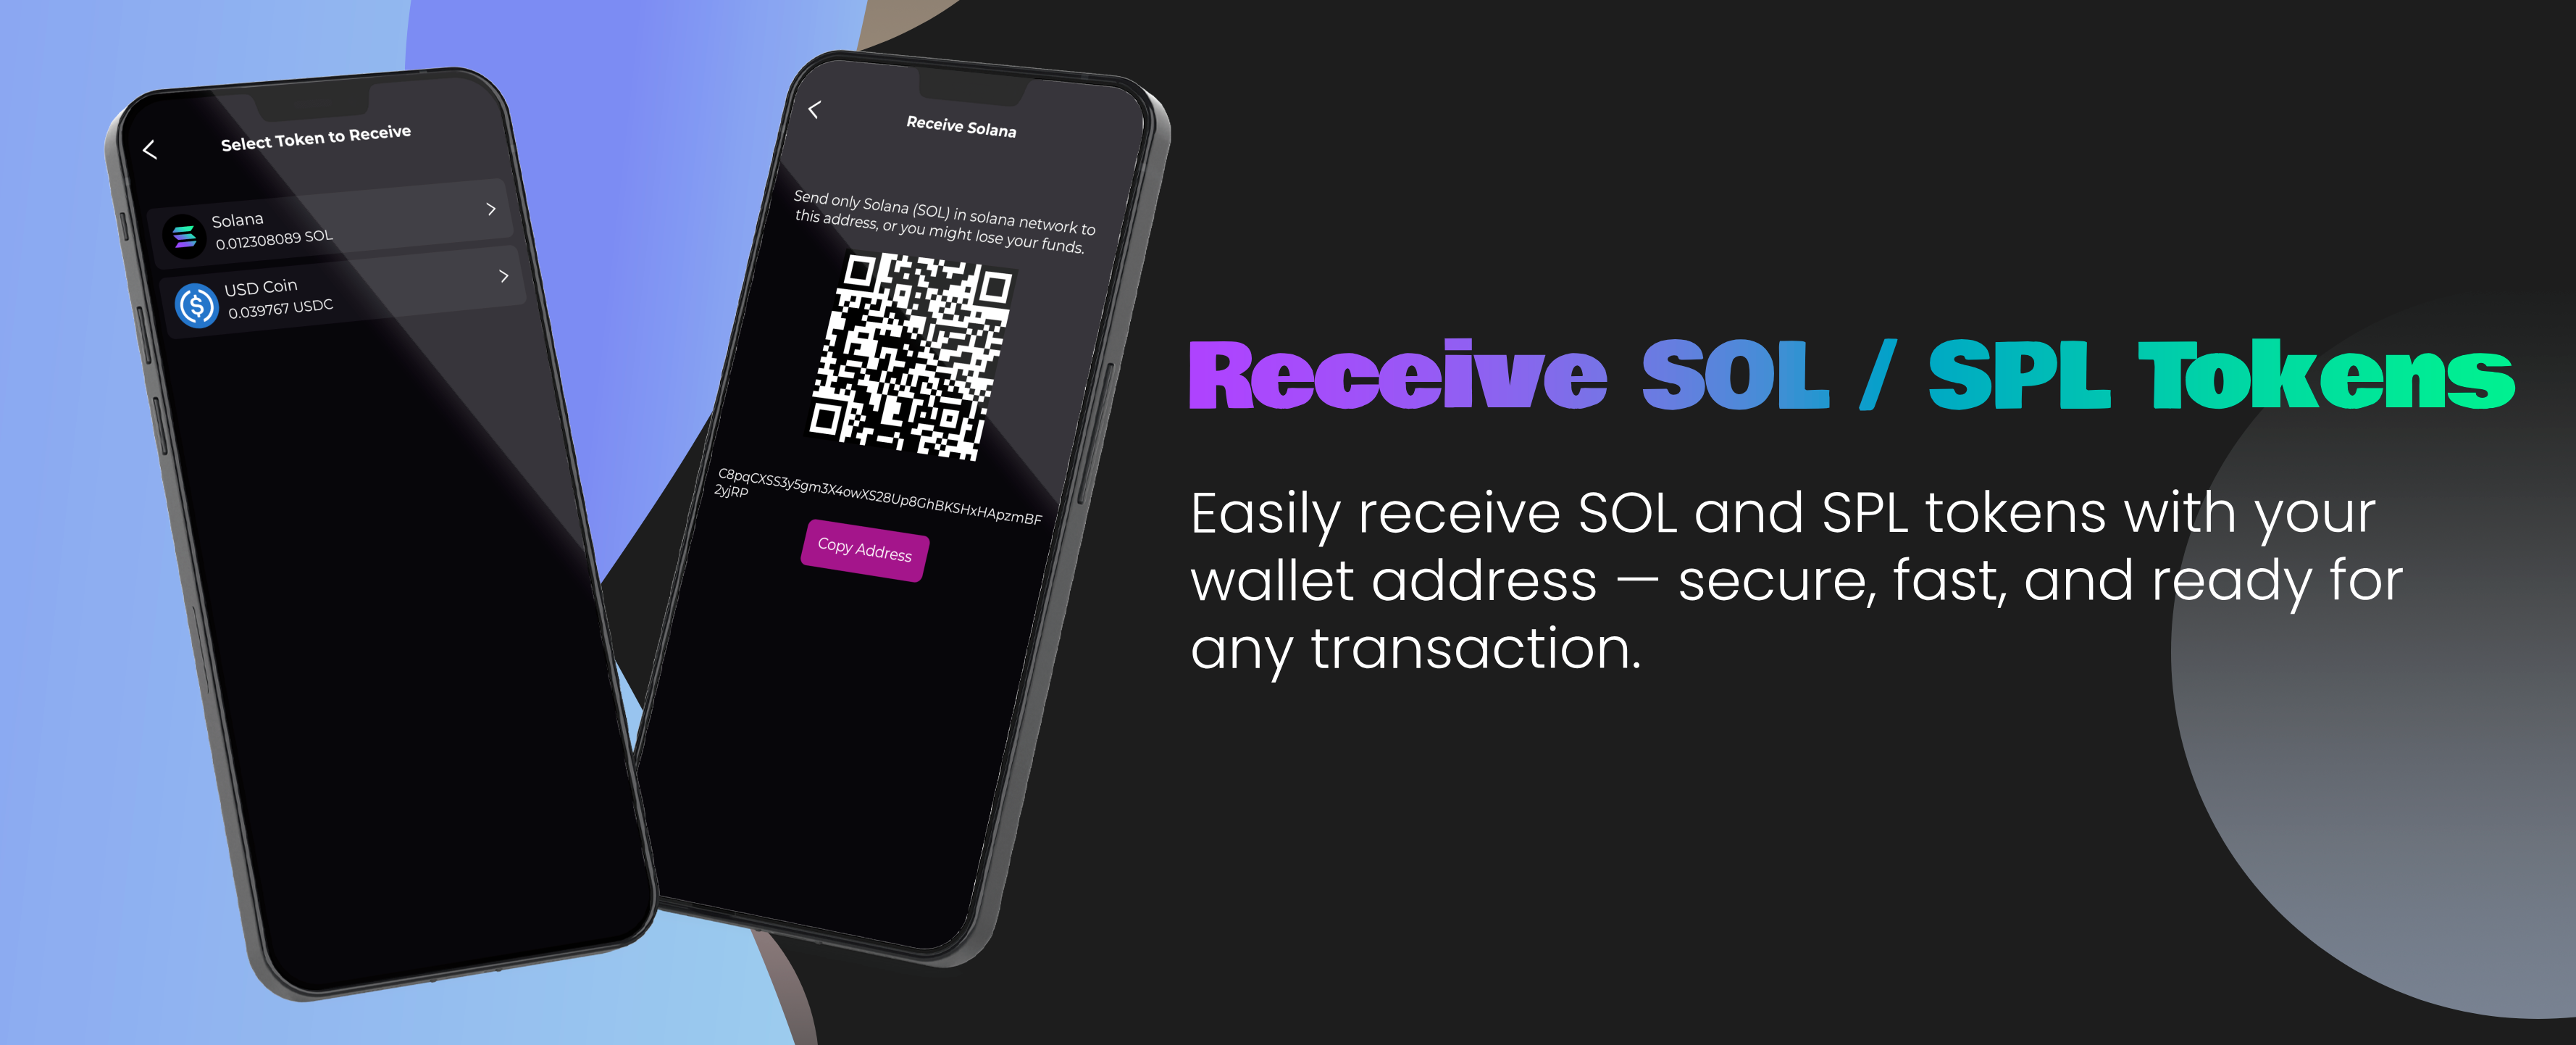 Select Token to Receive
Solana
0.012308089 SOL
USD Coin
0.039767 USDC
Receive Solana
Send only Solana (SOL) in solana network to
this address, or you might lose your funds.
C8pqCXSS3y5gm3X4owXS28Up8GhBKSHxHApzmBF
2yjRP
Copy Address
Receive SOL / SPL Tokens
Easily receive SOL and SPL tokens with your
wallet address — secure, fast, and ready for
any transaction.